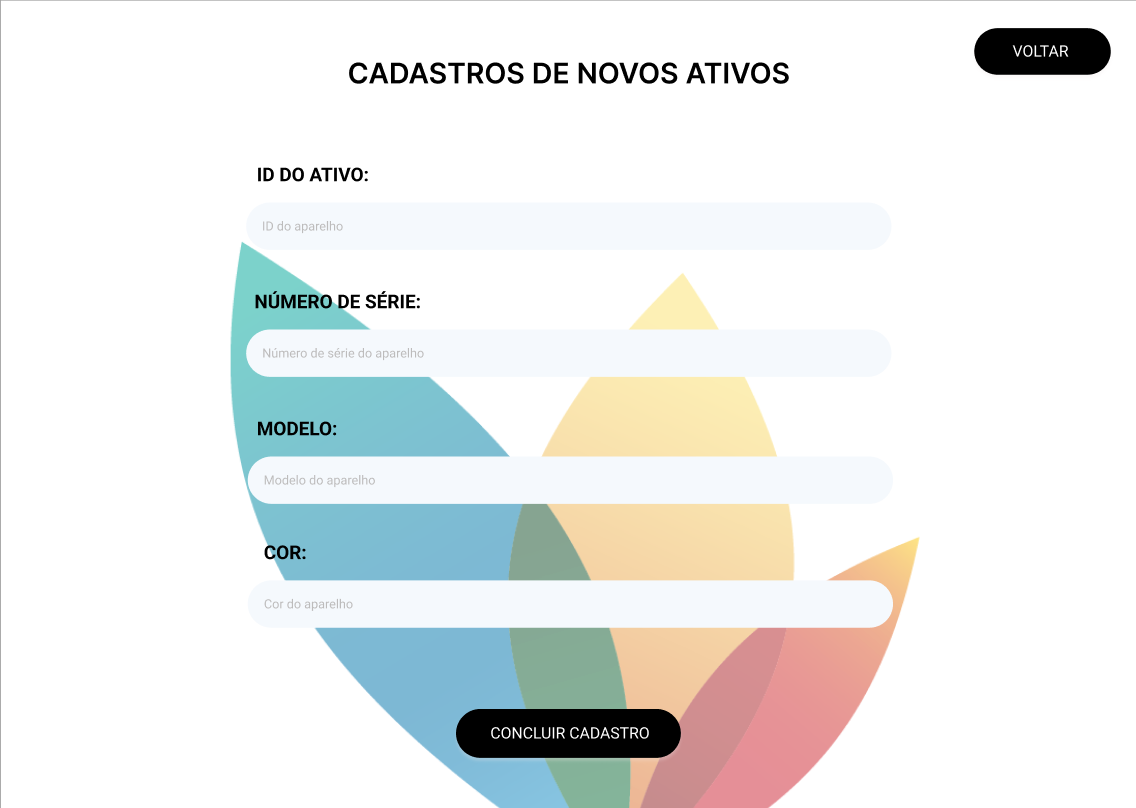 VOLTAR
CADASTROS DE NOVOS ATIVOS
ID DO ATIVO:
ID do aparelho
NÚMERO DE SÉRIE:
Número de série do aparelho
MODELO:
Modelo do aparelho
COR:
Cor do aparelho
CONCLUIR CADASTRO